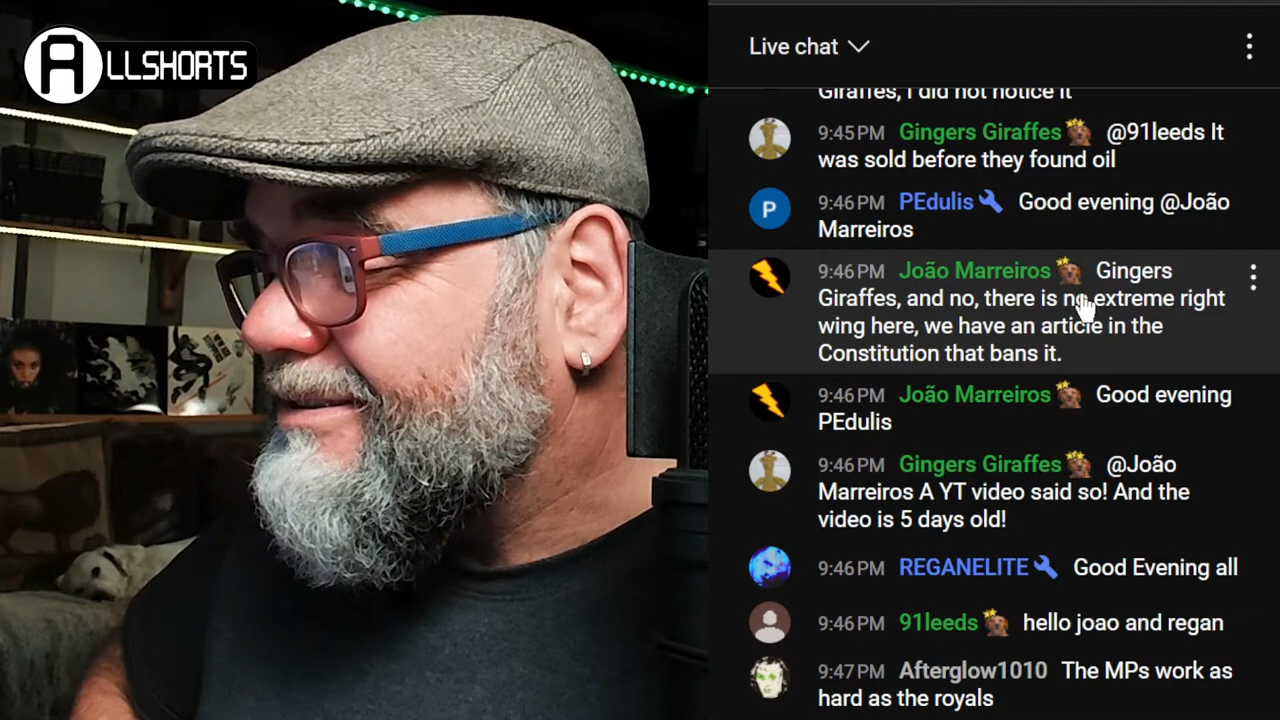 ALLSHORTS
Live chat
Giraffes, I did not notice it
9:45 PM Gingers Giraffes @91leeds It
was sold before they found oil
P 9:46 PM PEdulis Good evening @João
Marreiros
9:46 PM João Marreiros Gingers
Giraffes, and no, there is no extreme right
wing here, we have an article in the
Constitution that bans it.
9:46 PM João Marreiros Good evening
PEdulis
9:46 PM Gingers Giraffes @João
Marreiros A YT video said so! And the
video is 5 days old!
9:46 PM REGANELITE Good Evening all
9:46 PM 91leeds hello joao and regan
9:47 PM Afterglow1010 The MPs work as
hard as the royals